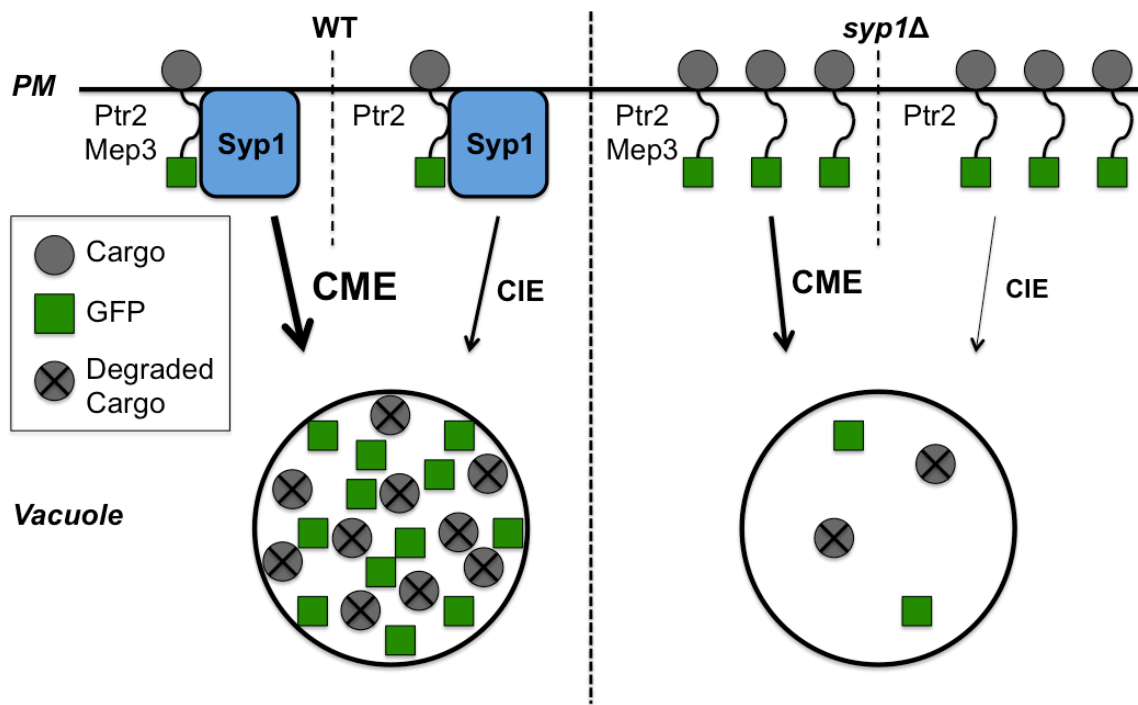 WT
syp1Δ
PM
Ptr2
Mep3
Syp1
Ptr2
Syp1
Ptr2
Mep3
Ptr2
Cargo
GFP
Degraded
Cargo
CME
CIE
CME
CIE
Vacuole